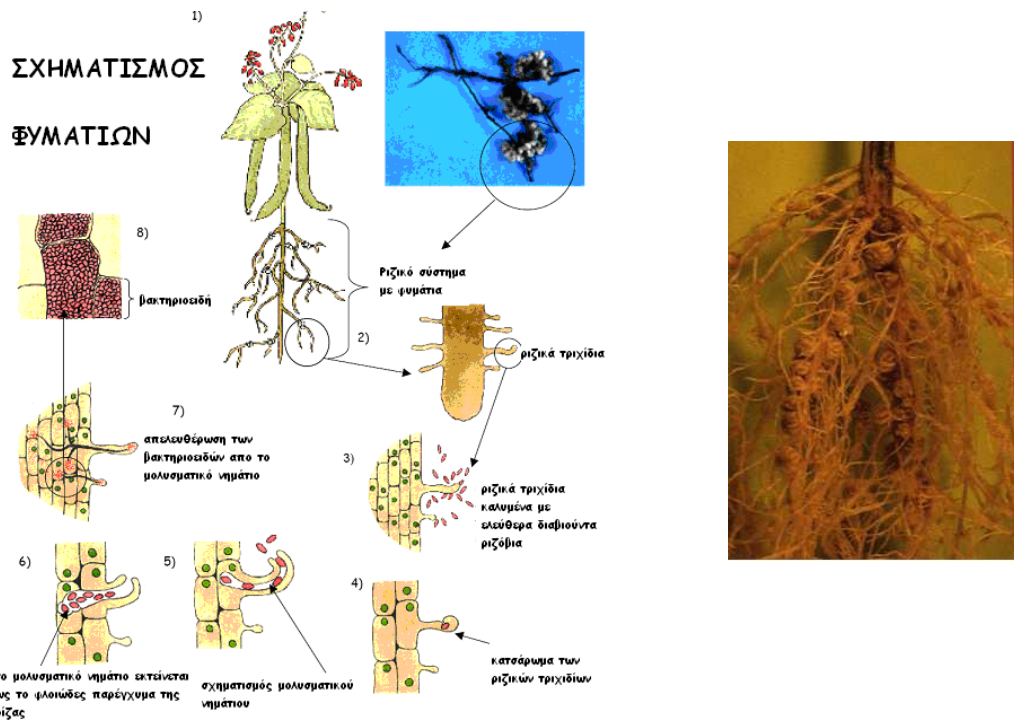 1)
ΣΧΗΜΑΤΙΣΜΟΣ
ΦΥΜΑΤΙΩΝ
8)
βακτηριοειδή
Ριζικό σύστημα
με φυμάτια
2)
ριζικά τριχίδια
7)
απελευθέρωση των
βακτηριοειδών απο το
μολυσματικό νημάτιο
3)
ριζικά τριχίδια
καλυμένα με
ελεύθερα διαβιούντα
ριζόβια
6)
5)
4)
το μολυσματικό νημάτιο εκτείνεται
το φλοιώδες παρέγχυμα της
σχηματισμός μολυσματικού
νημάτιου
κατσάρωμα των
ριζικών τριχιδίων